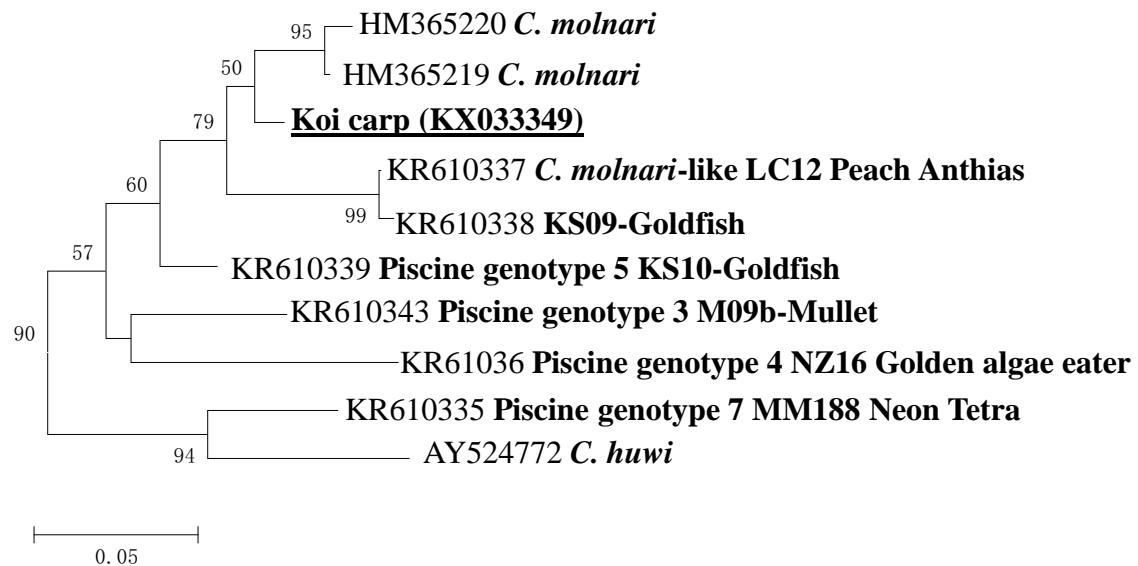 HM365220 C. molnari
95
HM365219 C. molnari
50
Koi carp (KX033349)
79
KR610337 C. molnari-like LC12 Peach Anthias
60
99
KR610338 KS09-Goldfish
57
KR610339 Piscine genotype 5 KS10-Goldfish
KR610343 Piscine genotype 3 M09b-Mullet
90
KR61036 Piscine genotype 4 NZ16 Golden algae eater
KR610335 Piscine genotype 7 MM188 Neon Tetra
94
AY524772 C. huwi
0.05